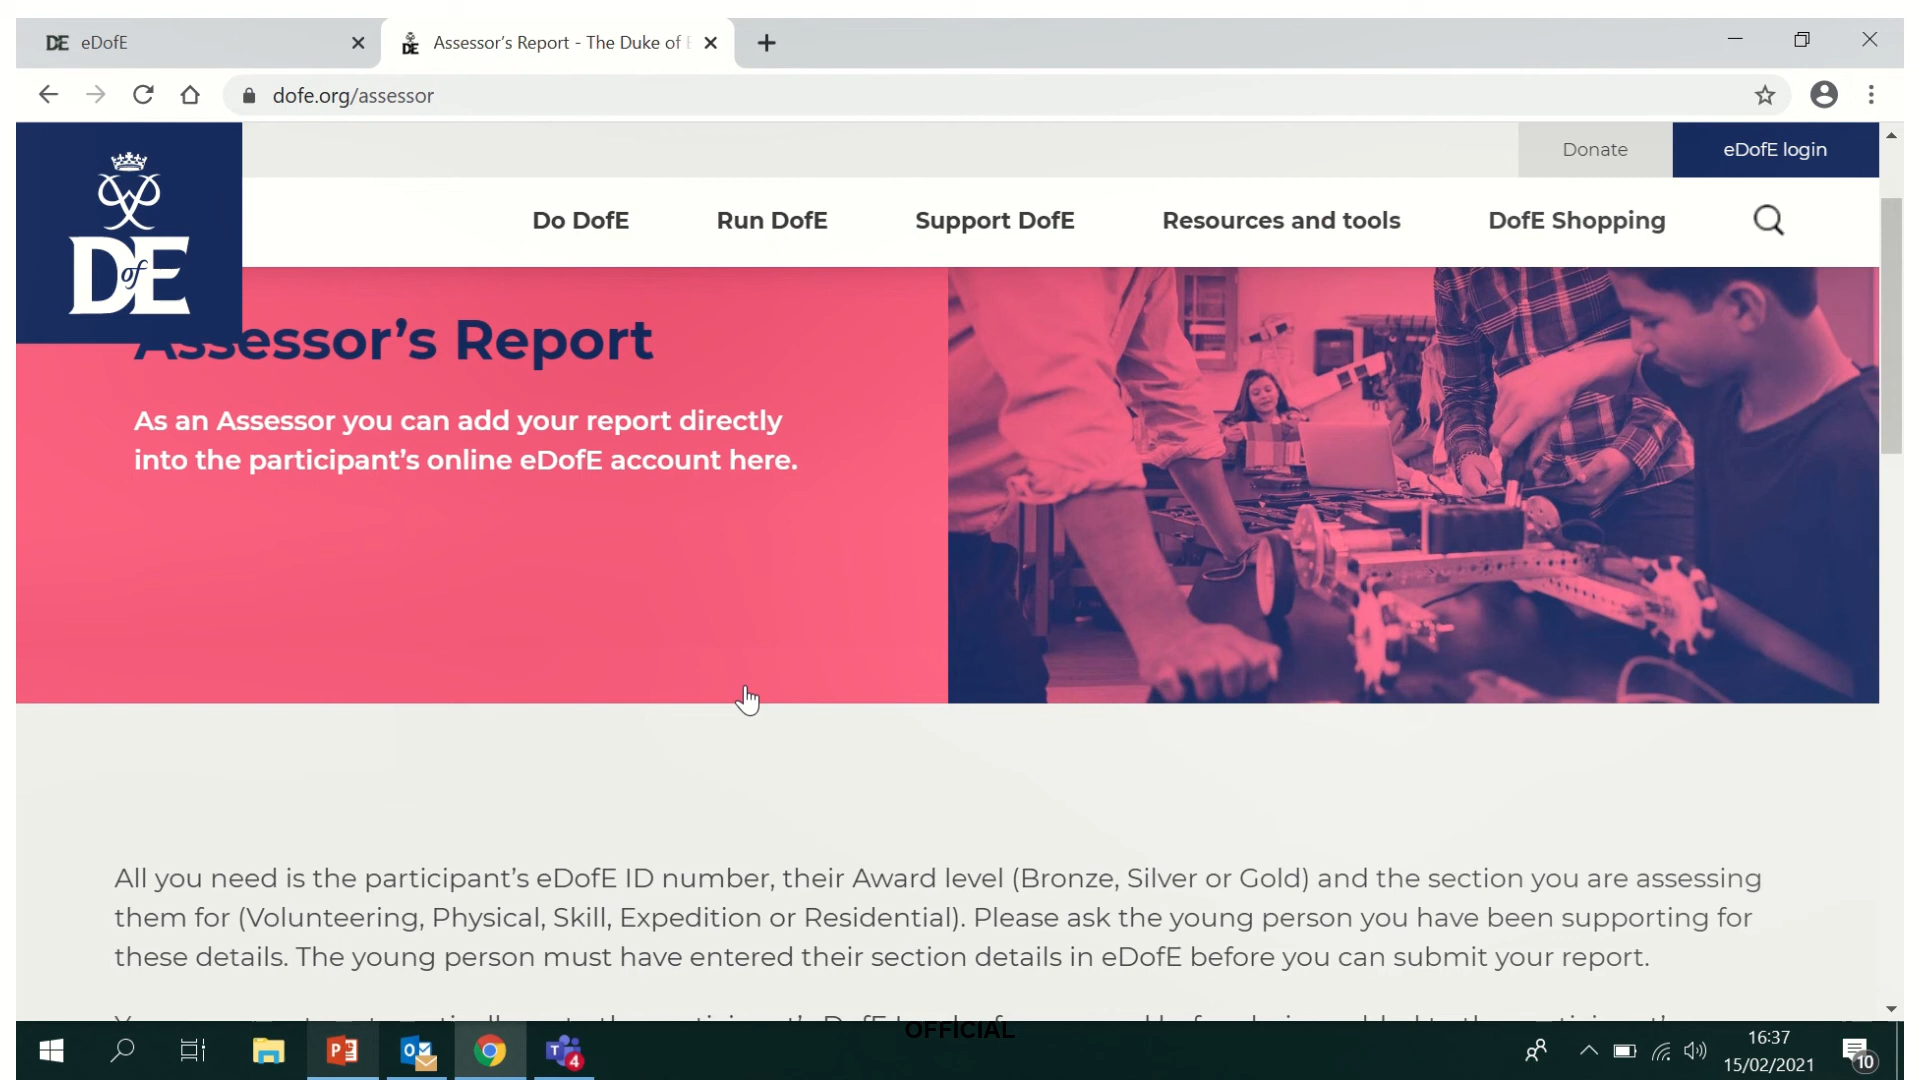 DE eDofE
DE Assessor's Report - The Duke of
dofe.org/assessor
Donate
eDofE login
DofE
Do DofE
Run DofE
Support DofE
Resources and tools
DofE Shopping
Assessor's Report
As an Assessor you can add your report directly
into the participant's online eDofE account here.
All you need is the participant's eDofE ID number, their Award level (Bronze, Silver or Gold) and the section you are assessing
them for (Volunteering, Physical, Skill, Expedition or Residential). Please ask the young person you have been supporting for
these details. The young person must have entered their section details in eDofE before you can submit your report.
OFFICIAL
4
16:37
15/02/2021
10